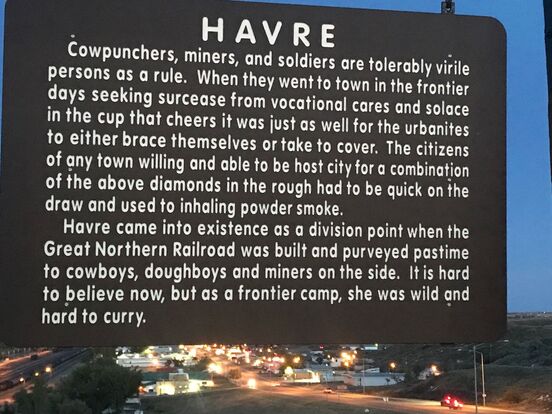 HAVRE
Cowpunchers, miners, and soldiers are tolerably virile
persons as a rule. When they went to town in the frontier
days seeking surcease from vocational cares and solace
in the cup that cheers it was just as well for the urbanites
to either brace themselves or take to cover. The citizens
of any town willing and able to be host city for a combination
of the above diamonds in the rough had to be quick on the
draw and used to inhaling powder smoke.
Havre came into existence as a division point when the
Great Northern Railroad was built and purveyed pastime
to cowboys, doughboys and miners on the side. It is hard
to believe now, but as a frontier camp, she was wild and
hard to curry.